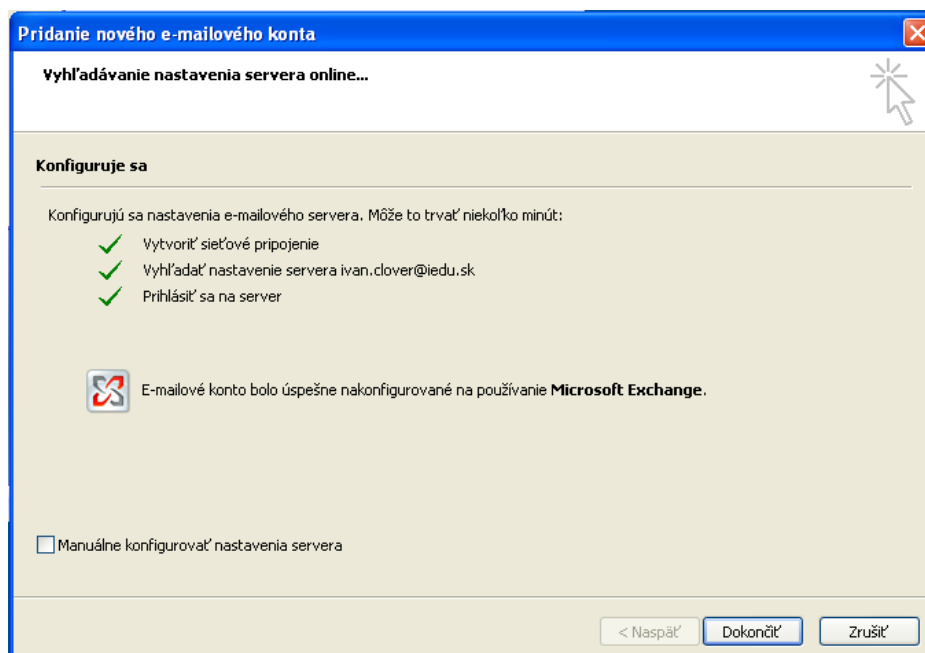 Pridanie nového e-mailového konta
Vyhľadávanie nastavenia servera online...
Konfiguruje sa
Konfigurujú sa nastavenia e-mailového servera. Môže to trvať niekoľko minút:
Vytvoriť sieťové pripojenie
Vyhľadať nastavenie servera ivan.clover@iedu.sk
Prihlásiť sa na server
E-mailové konto bolo úspešne nakonfigurované na používanie Microsoft Exchange.
Manuálne konfigurovať nastavenia servera
< Naspäť Dokončiť Zrušiť